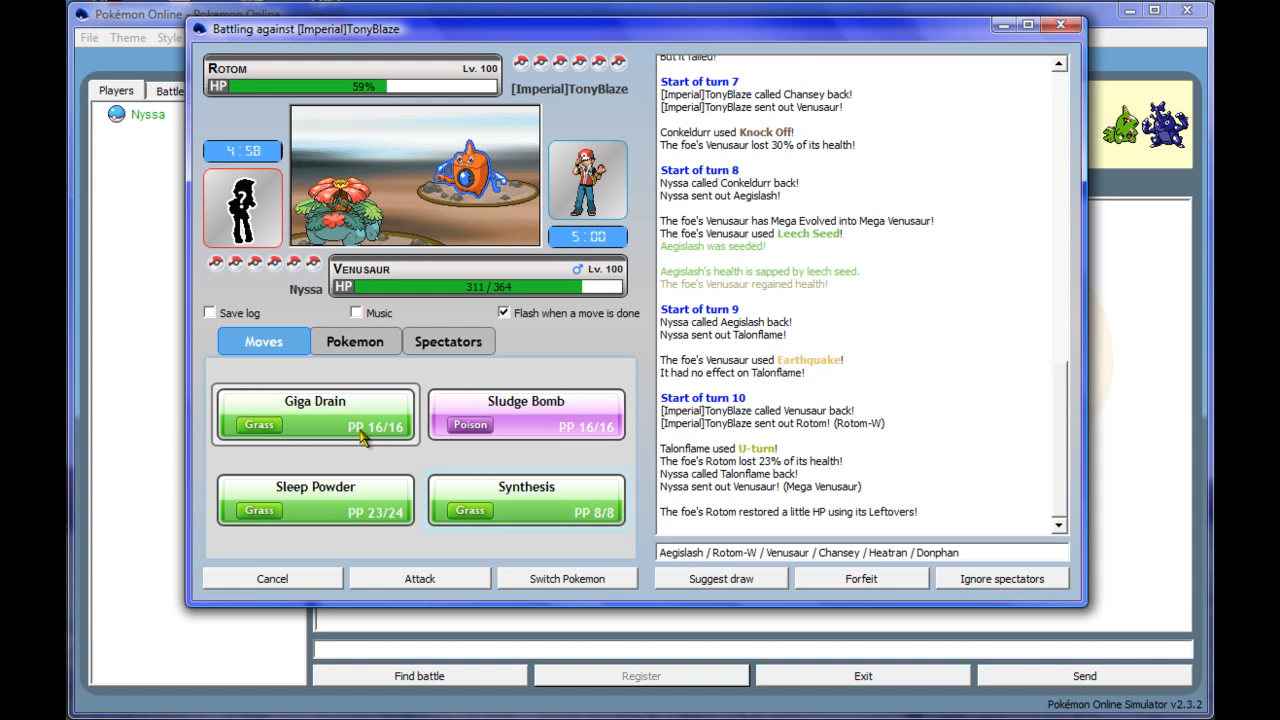 Pokémon Online - Pokémon Online
File Theme Style
Players Battle
Nyssa
Battling against [Imperial]TonyBlaze
ROTOM Lv. 100
HP 59%
[Imperial]TonyBlaze
4:58
?
5:00
VENUSAUR ♂ Lv. 100
HP 311 / 364
Nyssa
Save log Music Flash when a move is done
Moves Pokemon Spectators
Giga Drain
Grass PP 16/16
Sludge Bomb
Poison PP 16/16
Sleep Powder
Grass PP 23/24
Synthesis
Grass PP 8/8
Cancel Attack Switch Pokemon
But it failed!
Start of turn 7
[Imperial]TonyBlaze called Chansey back!
[Imperial]TonyBlaze sent out Venusaur!
Conkeldurr used Knock Off!
The foe's Venusaur lost 30% of its health!
Start of turn 8
Nyssa called Conkeldurr back!
Nyssa sent out Aegislash!
The foe's Venusaur has Mega Evolved into Mega Venusaur!
The foe's Venusaur used Leech Seed!
Aegislash was seeded!
Aegislash's health is sapped by leech seed.
The foe's Venusaur regained health!
Start of turn 9
Nyssa called Aegislash back!
Nyssa sent out Talonflame!
The foe's Venusaur used Earthquake!
It had no effect on Talonflame!
Start of turn 10
[Imperial]TonyBlaze called Venusaur back!
[Imperial]TonyBlaze sent out Rotom! (Rotom-W)
Talonflame used U-turn!
The foe's Rotom lost 23% of its health!
Nyssa called Talonflame back!
Nyssa sent out Venusaur! (Mega Venusaur)
The foe's Rotom restored a little HP using its Leftovers!
Aegislash / Rotom-W / Venusaur / Chansey / Heatran / Donphan
Suggest draw Forfeit Ignore spectators
Find battle Register Exit Send
Pokémon Online Simulator v2.3.2